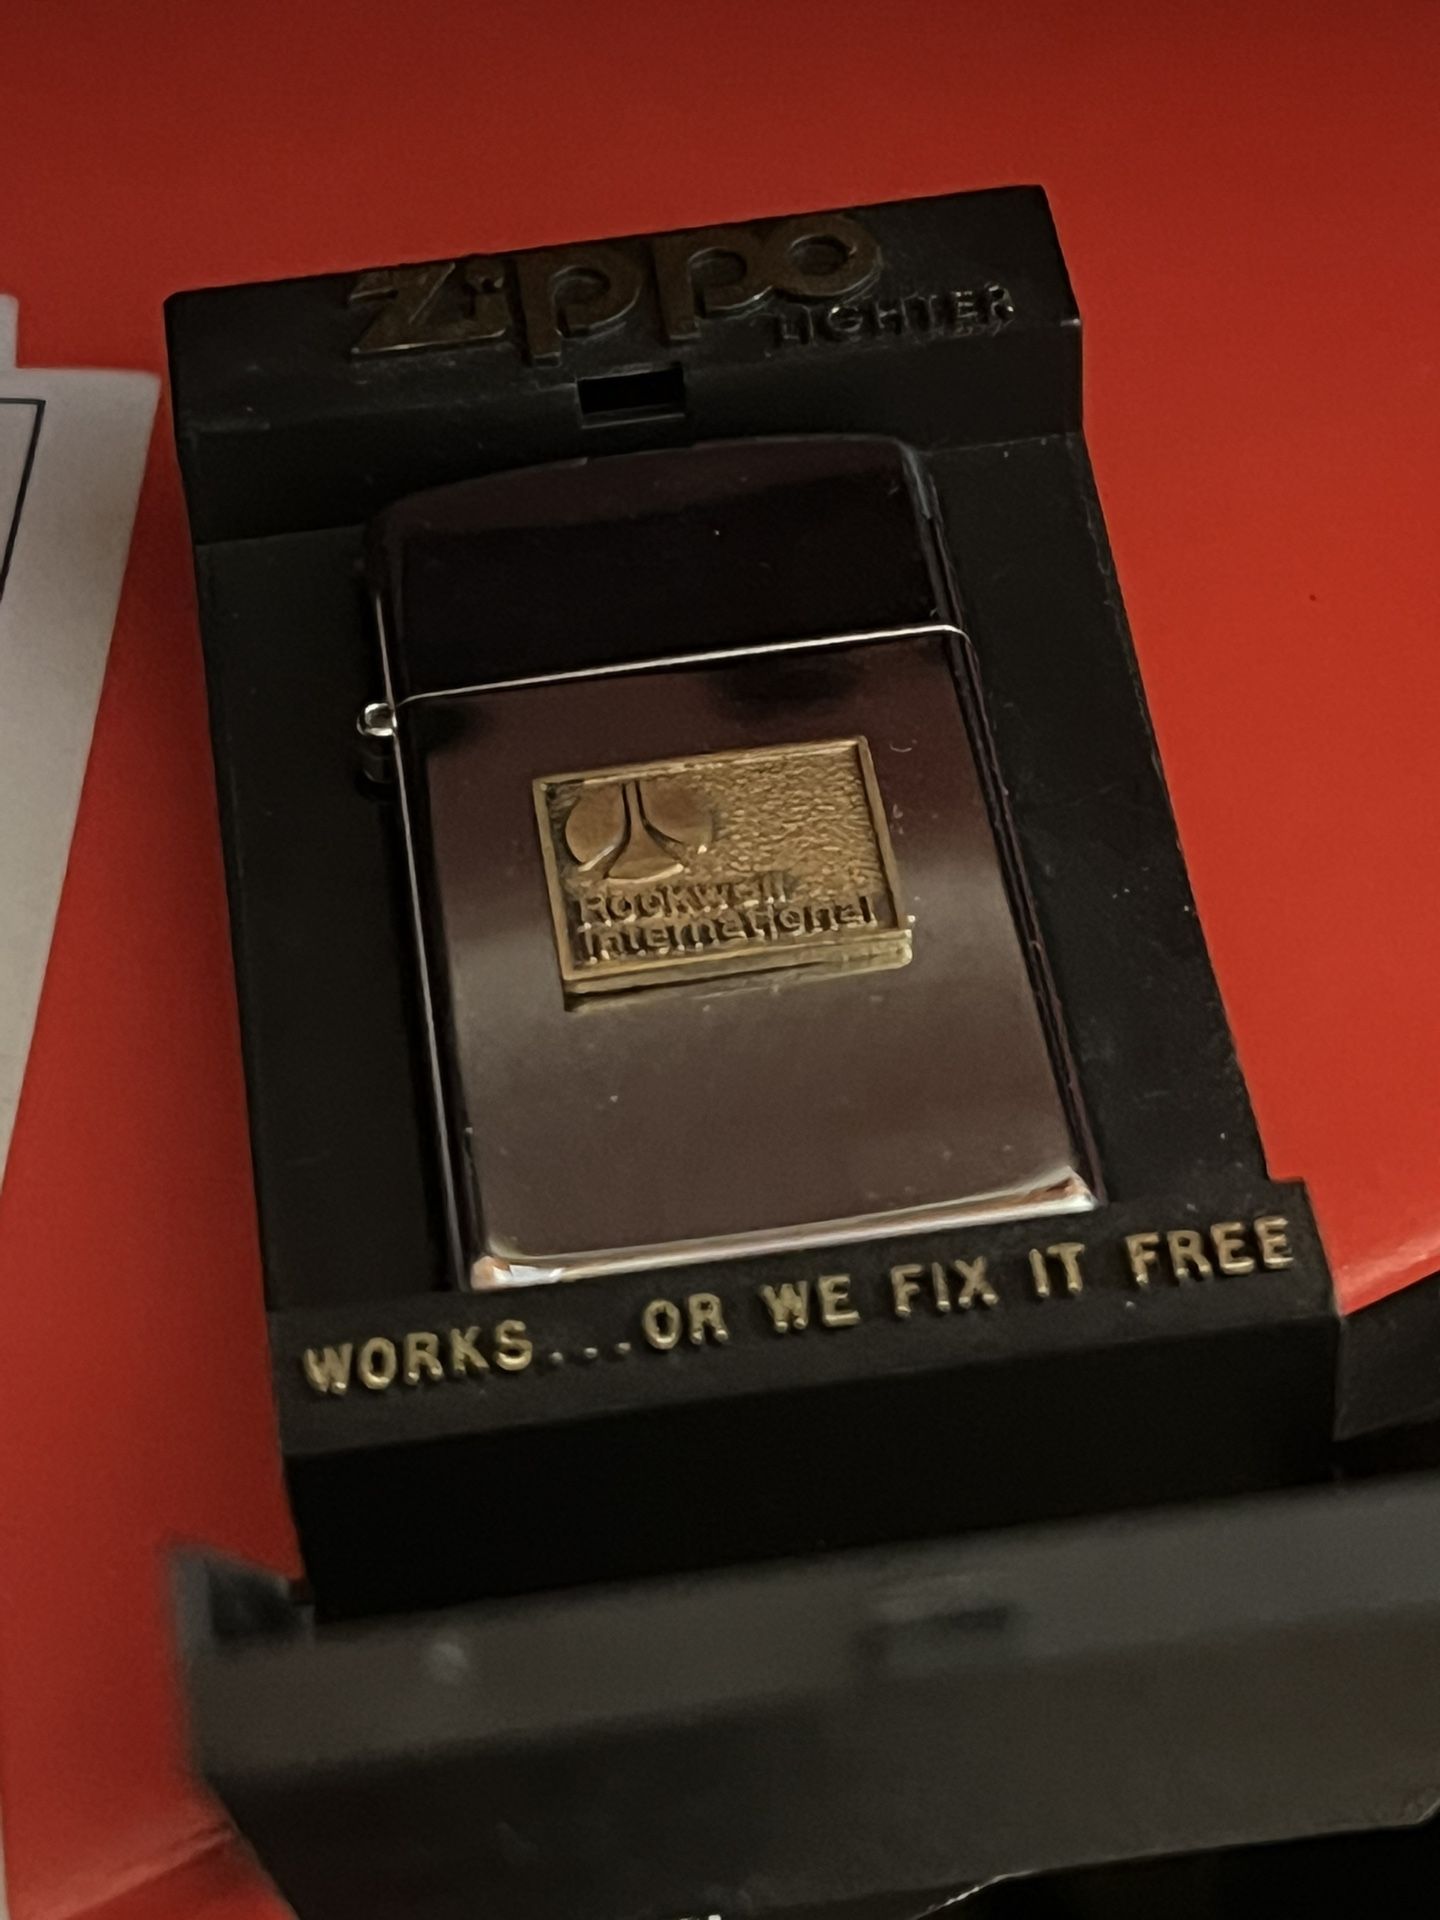 Zippo
LIGHTER
Rockwell
International
WORKS...OR WE FIX IT FREE